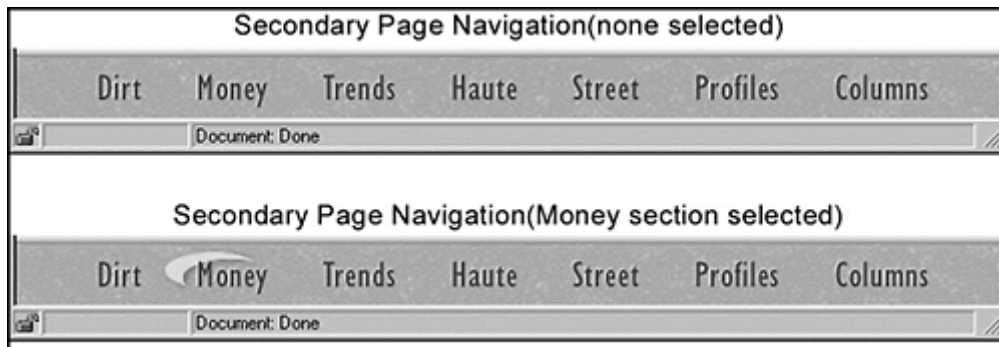 Secondary Page Navigation(none selected)
Dirt Money Trends Haute Street Profiles Columns
Document: Done
Secondary Page Navigation(Money section selected)
Dirt Money Trends Haute Street Profiles Columns
Document: Done